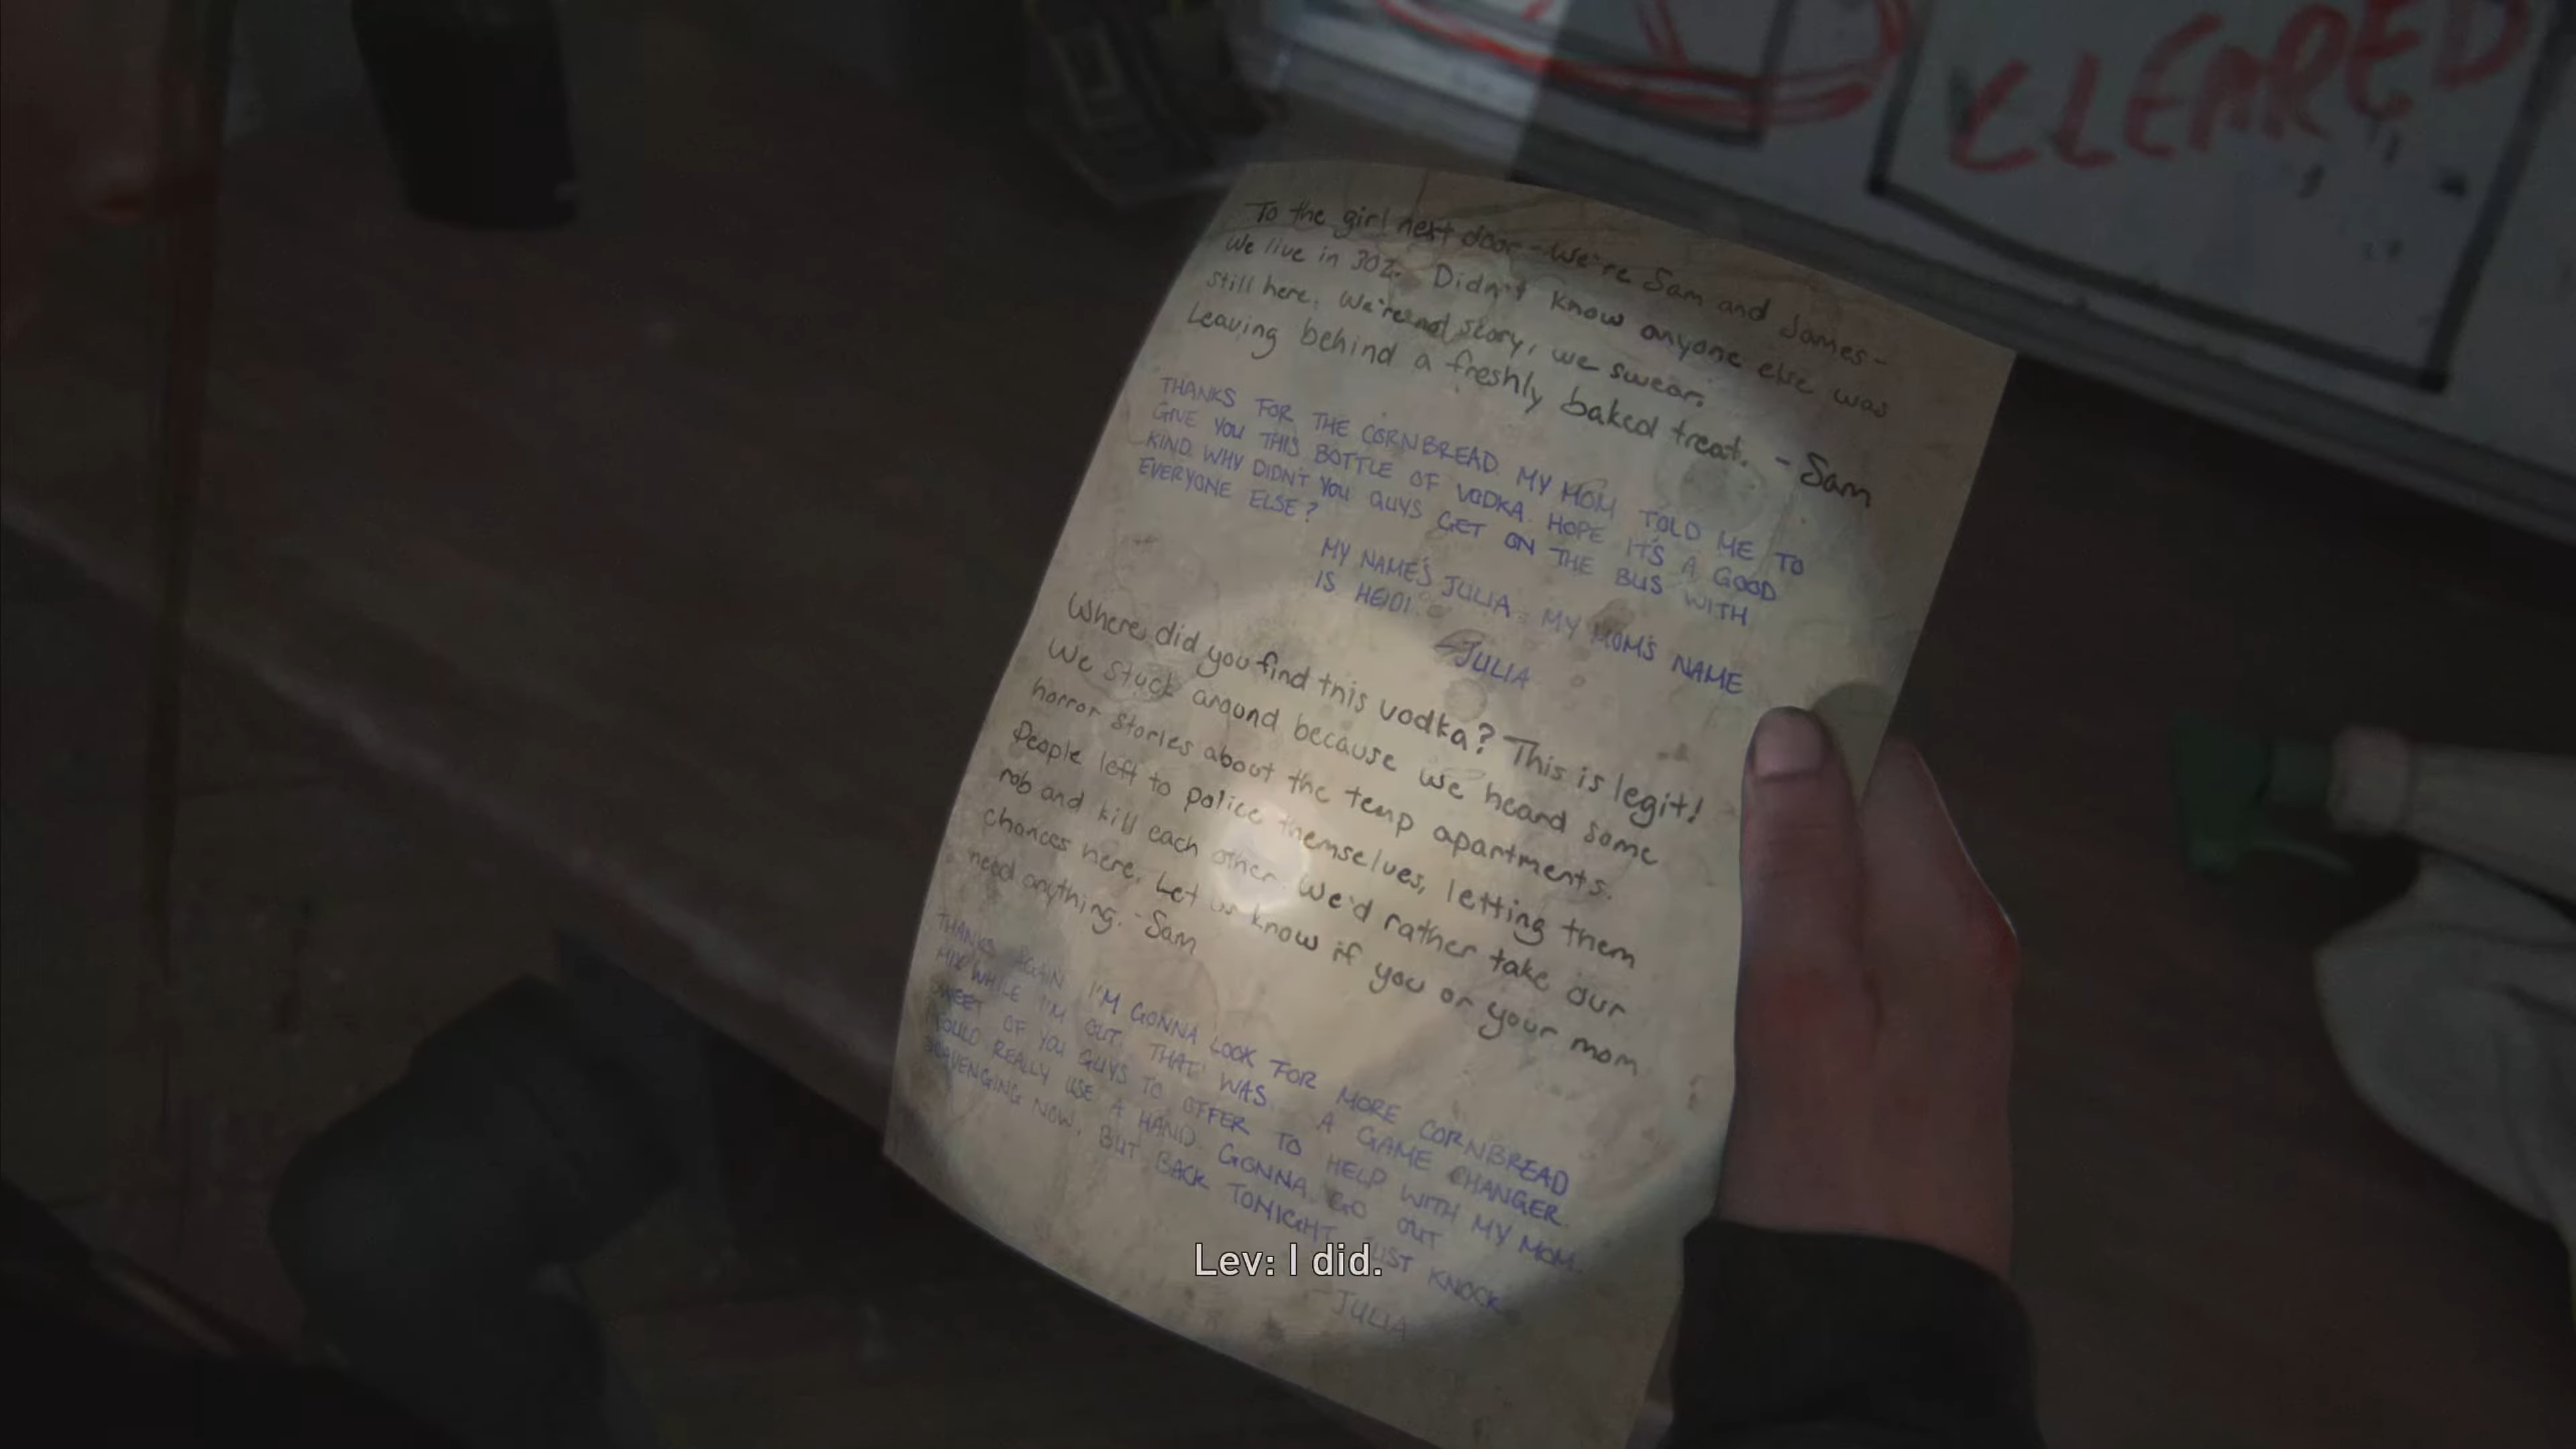 CLEARED
To the girl next door - We're Sam and James -
We live in 302. Didn't know anyone else was
still here. We're not scary, we swear.
Leaving behind a freshly baked treat. - Sam
THANKS FOR THE CORNBREAD. MY MOM TOLD ME TO
GIVE YOU THIS BOTTLE OF VODKA. HOPE IT'S A GOOD
KIND. WHY DIDN'T YOU GUYS GET ON THE BUS WITH
EVERYONE ELSE?
MY NAME'S JULIA. MY MOM'S NAME
IS HEIDI.
- JULIA
Where did you find this vodka? This is legit!
We stuck around because we heard some
horror stories about the temp apartments.
People left to police themselves, letting them
rob and kill each other. We'd rather take our
chances here. Let us know if you or your mom
need anything. - Sam
THANKS AGAIN I'M GONNA LOOK FOR MORE CORNBREAD
MIX WHILE I'M OUT. THAT WAS A GAME CHANGER.
SWEET OF YOU GUYS TO OFFER TO HELP WITH MY MOM.
COULD REALLY USE A HAND. GONNA GO OUT
SCAVENGING NOW, BUT BACK TONIGHT. JUST KNOCK.
- JULIA
Lev: I did.